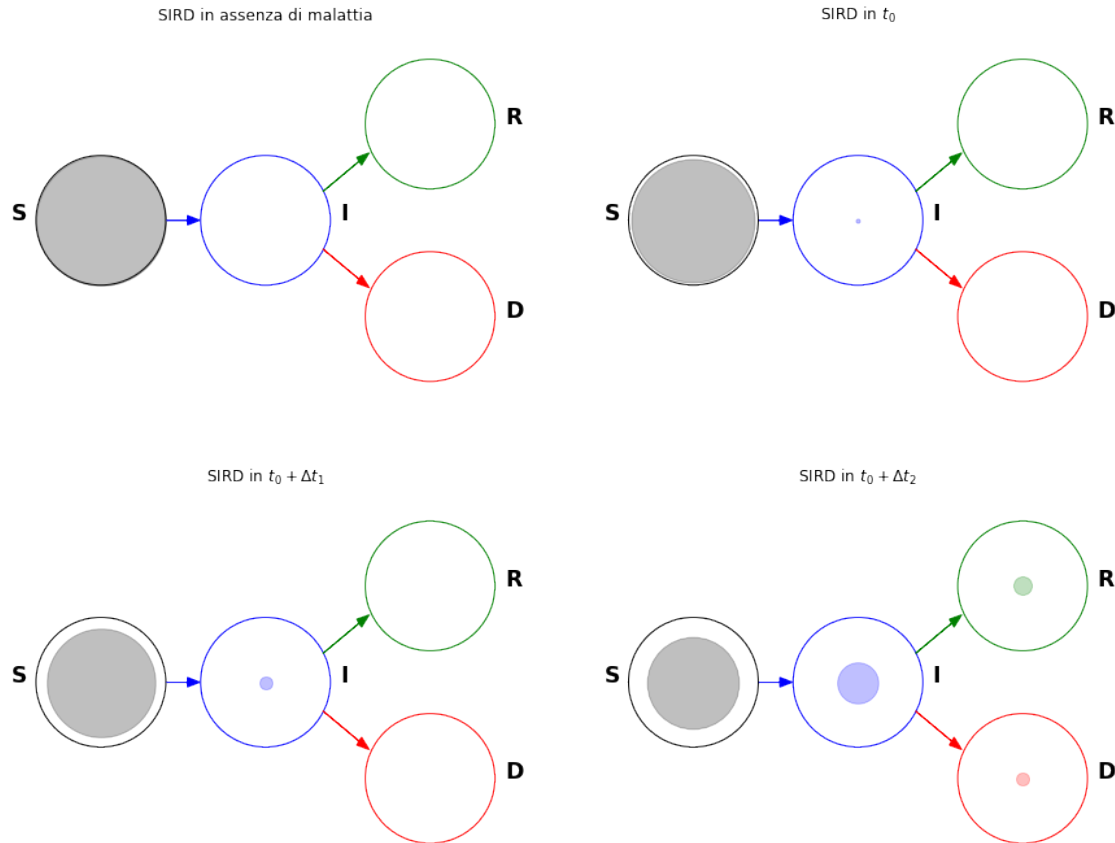 SIRD in assenza di malattia
R
S
I
D
SIRD in t₀
R
S
I
D
SIRD in t₀ + Δt₁
R
S
I
D
SIRD in t₀ + Δt₂
R
S
I
D